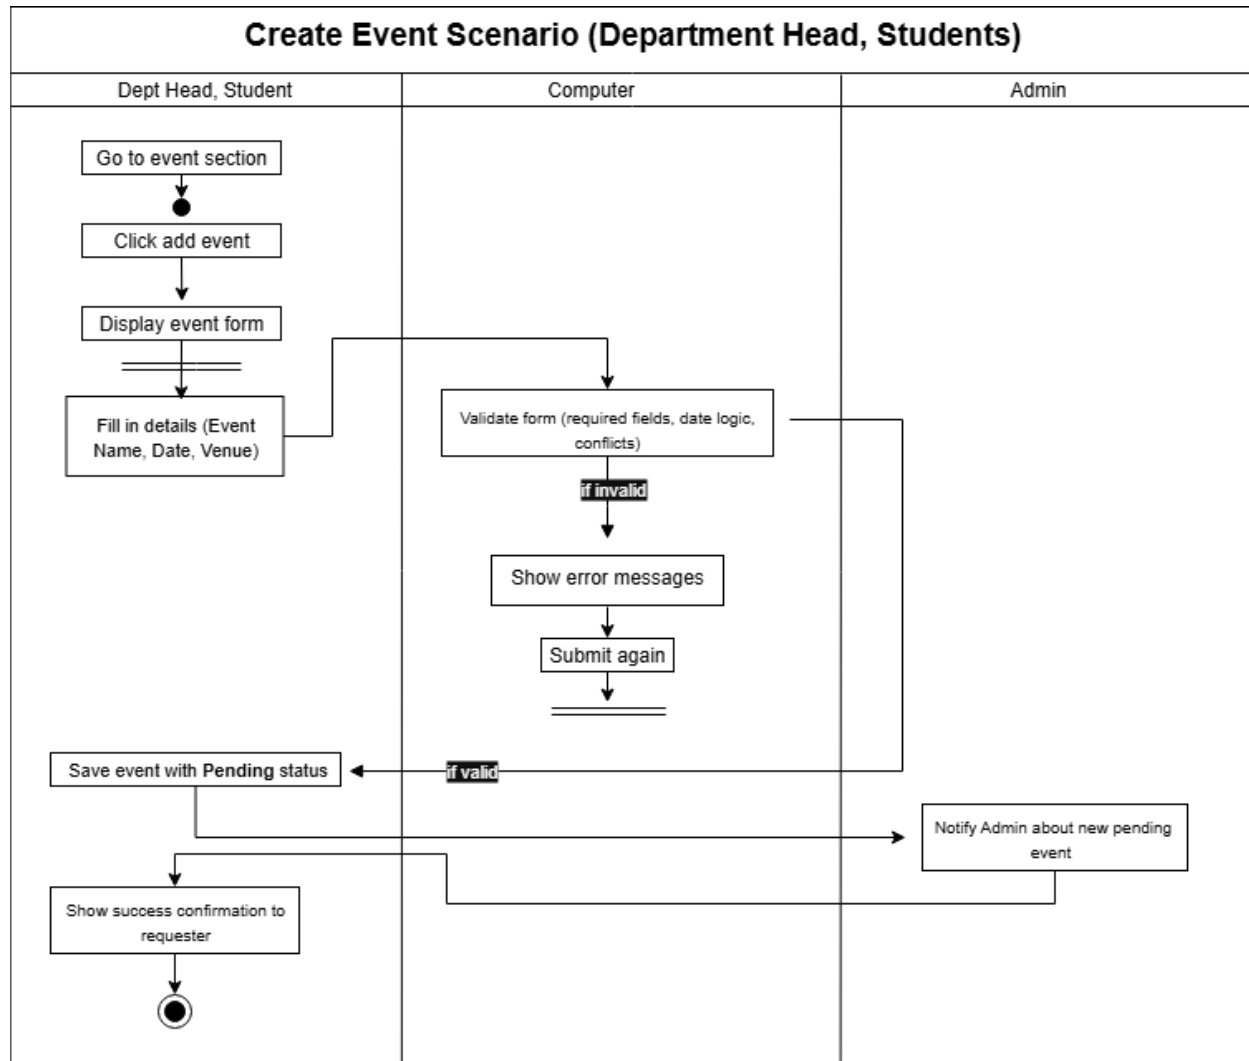 Create Event Scenario (Department Head, Students)
Dept Head, Student
Computer
Admin
Go to event section
Click add event
Display event form
Fill in details (Event
Name, Date, Venue)
Validate form (required fields, date logic,
conflicts)
if invalid
Show error messages
Submit again
Save event with Pending status
if valid
Notify Admin about new pending
event
Show success confirmation to
requester